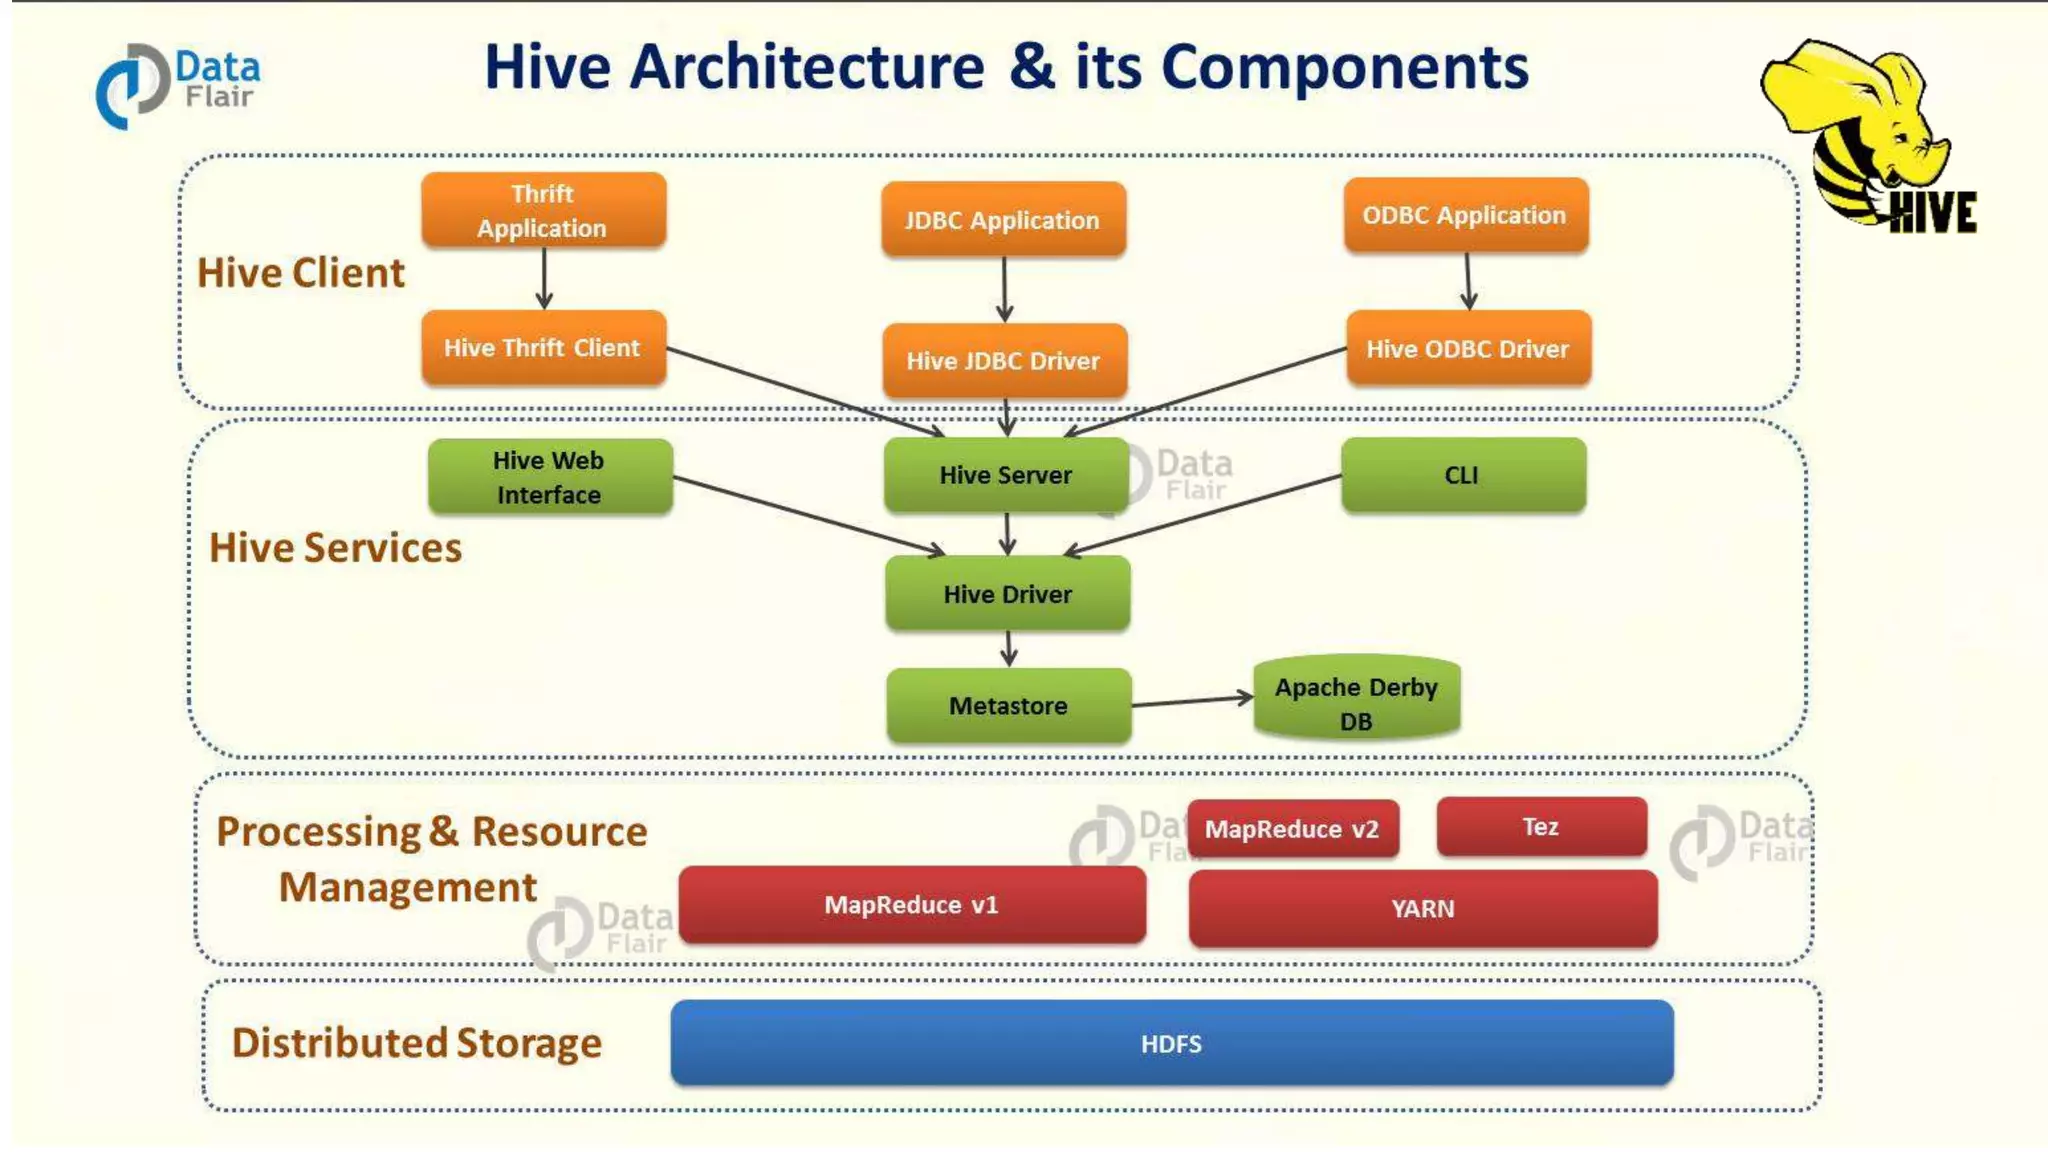 Data
Flair
Hive Architecture & its Components
HIVE
Thrift
Application
JDBC Application
ODBC Application
Hive Client
Hive Thrift Client
Hive JDBC Driver
Hive ODBC Driver
Hive Web
Interface
Hive Server
Data
Flair
CLI
Hive Services
Hive Driver
Metastore
Apache Derby
DB
Processing & Resource
Management
Data
Flair
MapReduce v1
Dat
Fla
MapReduce v2
Tez
YARN
Data
Flair
Distributed Storage
HDFS